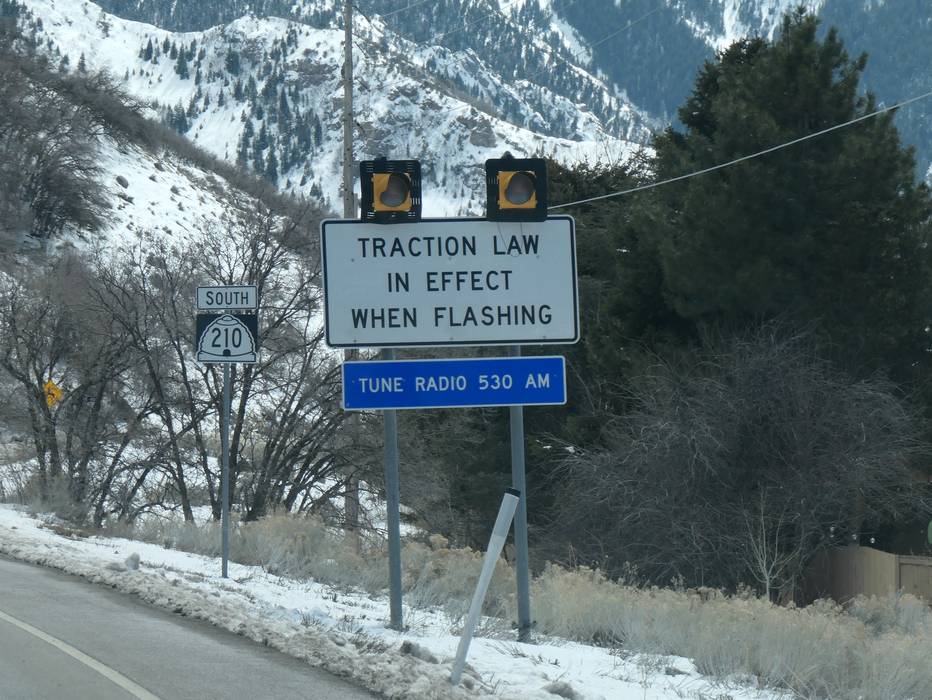 SOUTH
210
TRACTION LAW
IN EFFECT
WHEN FLASHING
TUNE RADIO 530 AM